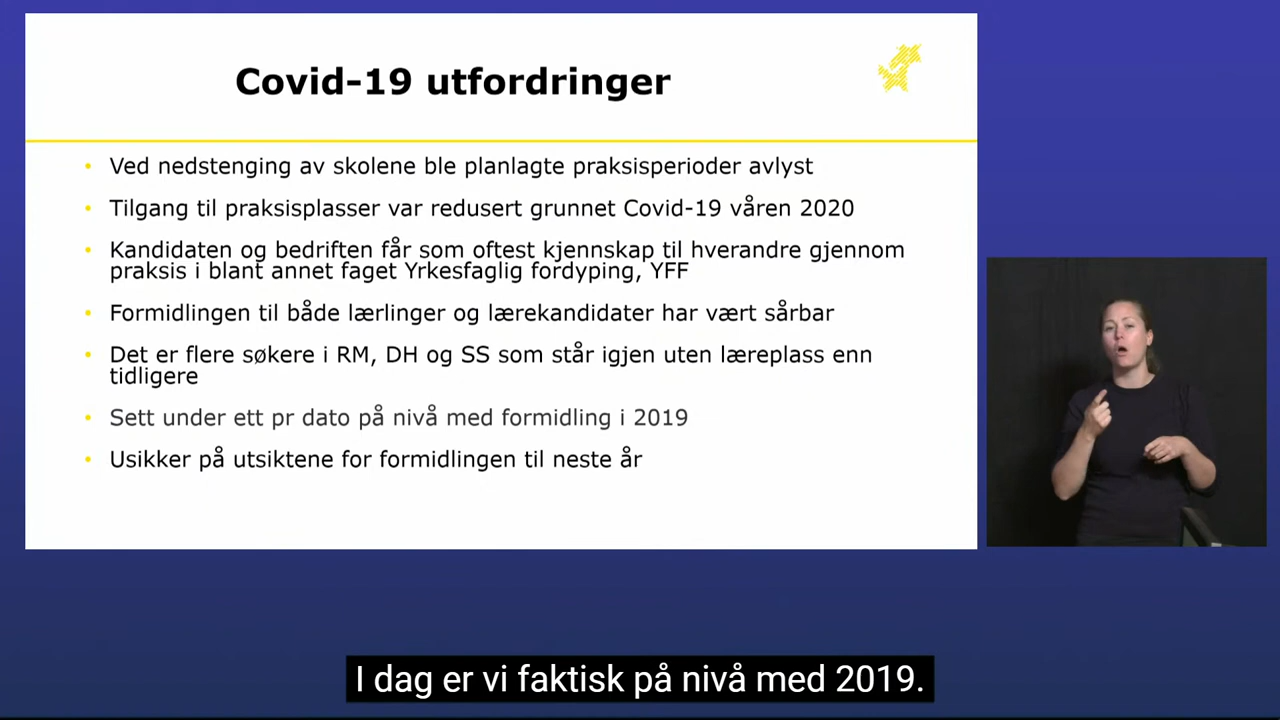 Covid-19 utfordringer
• Ved nedstenging av skolene ble planlagte praksisperioder avlyst
• Tilgang til praksisplasser var redusert grunnet Covid-19 våren 2020
• Kandidaten og bedriften får som oftest kjennskap til hverandre gjennom
praksis i blant annet faget Yrkesfaglig fordyping, YFF
• Formidlingen til både lærlinger og lærekandidater har vært sårbar
• Det er flere søkere i RM, DH og SS som står igjen uten læreplass enn
tidligere
• Sett under ett pr dato på nivå med formidling i 2019
• Usikker på utsiktene for formidlingen til neste år
I dag er vi faktisk på nivå med 2019.